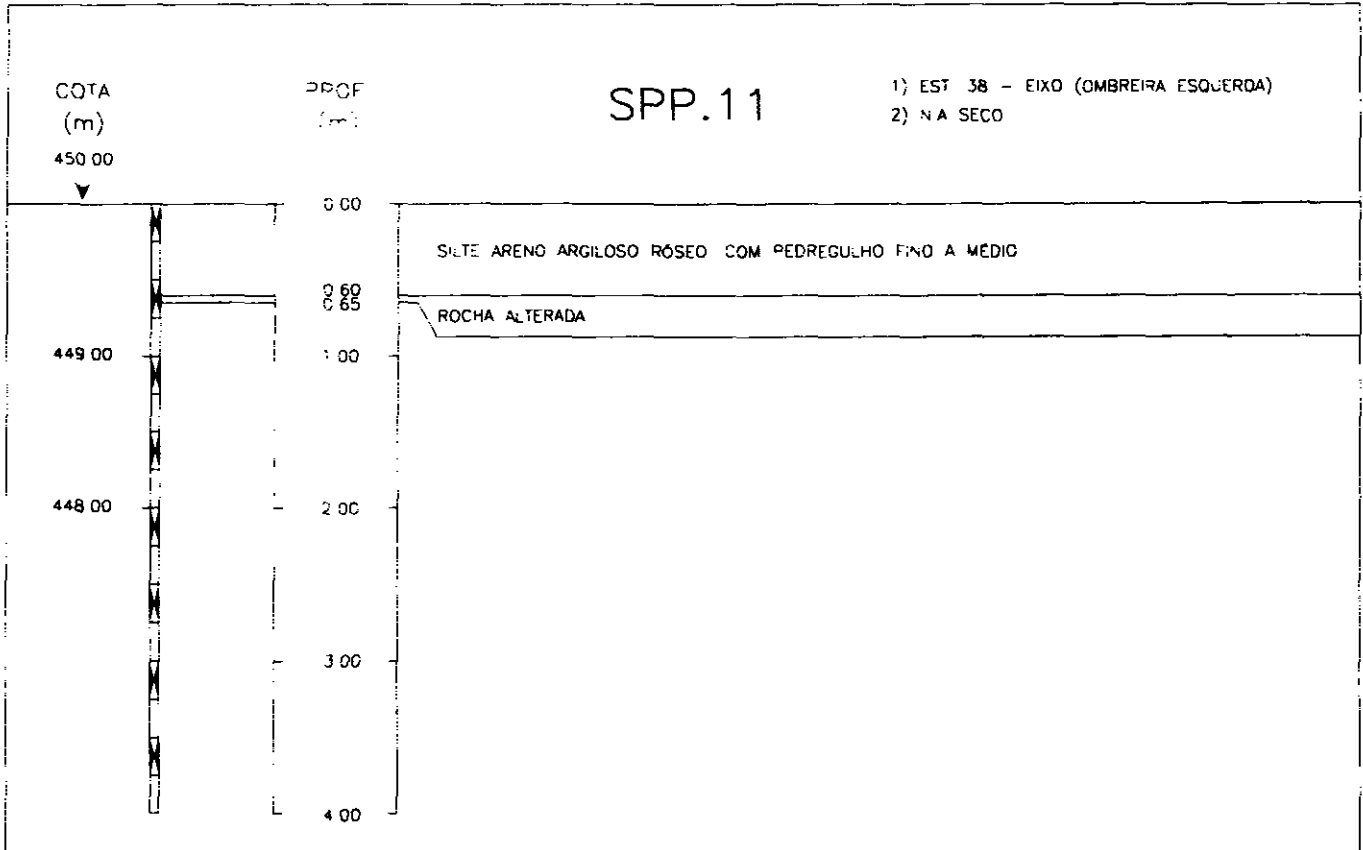 COTA
(m)
450 00
PROF
(m)
SPP.11
1) EST 38 - EIXO (OMBREIRA ESQUERDA)
2) N A SECO
0 00
SILTE ARENO ARGILOSO RÓSEO COM PEDREGULHO FINO A MÉDIO
0 60
0 65
ROCHA ALTERADA
449 00
1 00
448 00
2 00
3 00
4 00